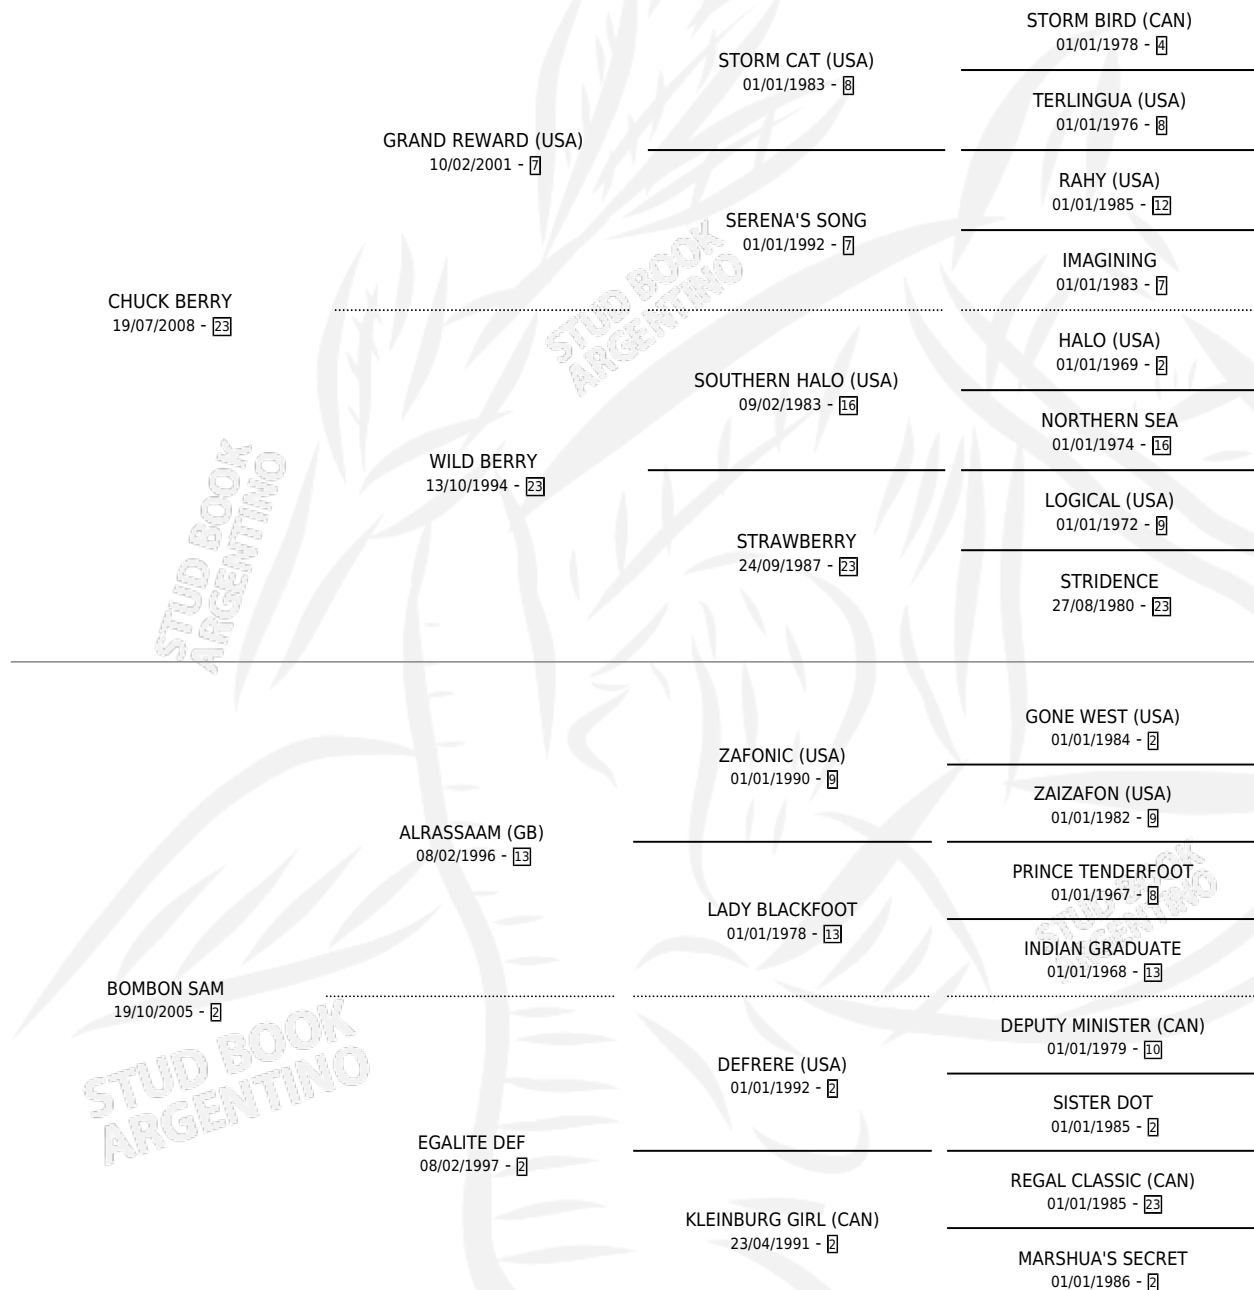 STORM BIRD (CAN)
01/01/1978 - 4
STORM CAT (USA)
01/01/1983 - 8
TERLINGUA (USA)
01/01/1976 - 8
GRAND REWARD (USA)
10/02/2001 - 7
RAHY (USA)
01/01/1985 - 12
SERENA'S SONG
01/01/1992 - 7
IMAGINING
01/01/1983 - 7
CHUCK BERRY
19/07/2008 - 23
HALO (USA)
01/01/1969 - 2
SOUTHERN HALO (USA)
09/02/1983 - 16
NORTHERN SEA
01/01/1974 - 16
WILD BERRY
13/10/1994 - 23
LOGICAL (USA)
01/01/1972 - 9
STRAWBERRY
24/09/1987 - 23
STRIDENCE
27/08/1980 - 23
GONE WEST (USA)
01/01/1984 - 2
ZAFONIC (USA)
01/01/1990 - 9
ZAIZAFON (USA)
01/01/1982 - 9
ALRASSAAM (GB)
08/02/1996 - 13
PRINCE TENDERFOOT
01/01/1967 - 8
LADY BLACKFOOT
01/01/1978 - 13
INDIAN GRADUATE
01/01/1968 - 13
BOMBON SAM
19/10/2005 - 2
DEPUTY MINISTER (CAN)
01/01/1979 - 10
DEFRERE (USA)
01/01/1992 - 2
SISTER DOT
01/01/1985 - 2
EGALITE DEF
08/02/1997 - 2
REGAL CLASSIC (CAN)
01/01/1985 - 23
KLEINBURG GIRL (CAN)
23/04/1991 - 2
MARSHUA'S SECRET
01/01/1986 - 2
STUD BOOK
ARGENTINO
STUD BOOK
ARGENTINO
STUD BOOK
ARGENTINO
STUD BOOK
ARGENTINO